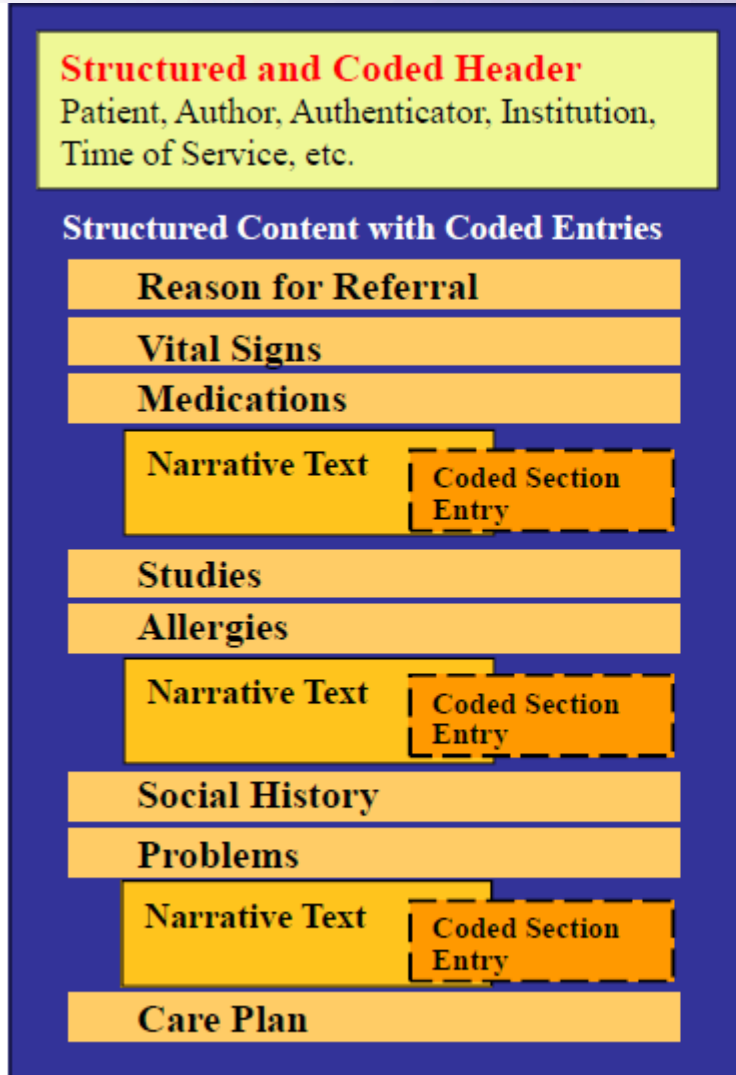 Structured and Coded Header
Patient, Author, Authenticator, Institution,
Time of Service, etc.
Structured Content with Coded Entries
Reason for Referral
Vital Signs
Medications
Narrative Text
Coded Section
Entry
Studies
Allergies
Narrative Text
Coded Section
Entry
Social History
Problems
Narrative Text
Coded Section
Entry
Care Plan